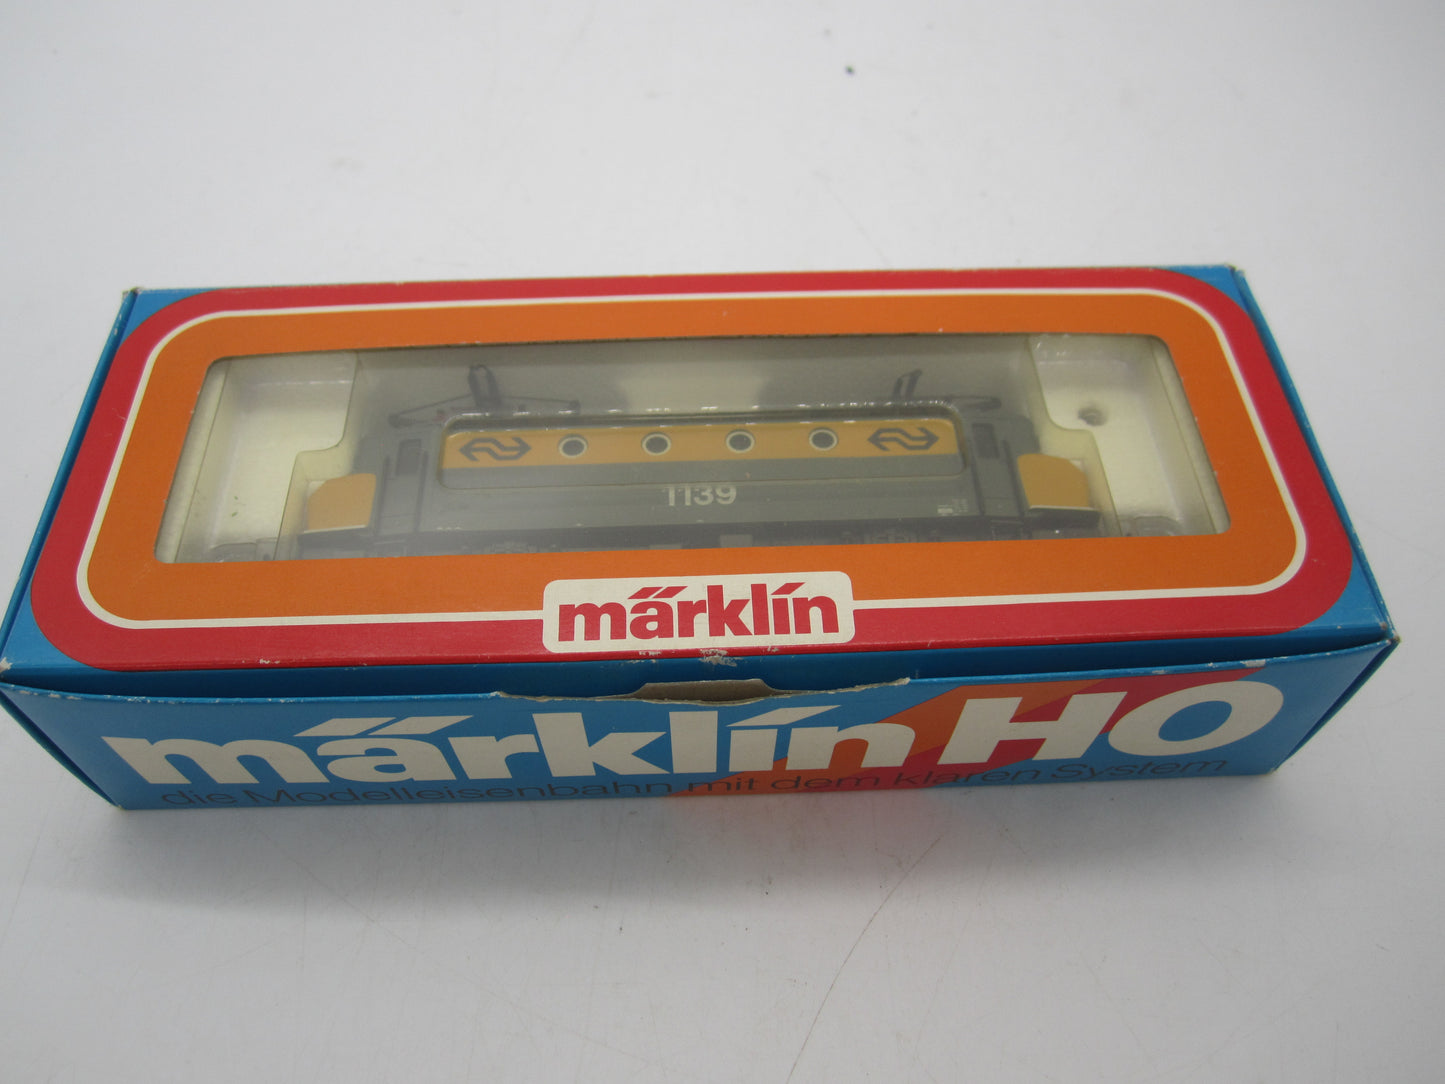 1139
märklin
märklin HO
die Modelleisenbahn mit dem klaren System